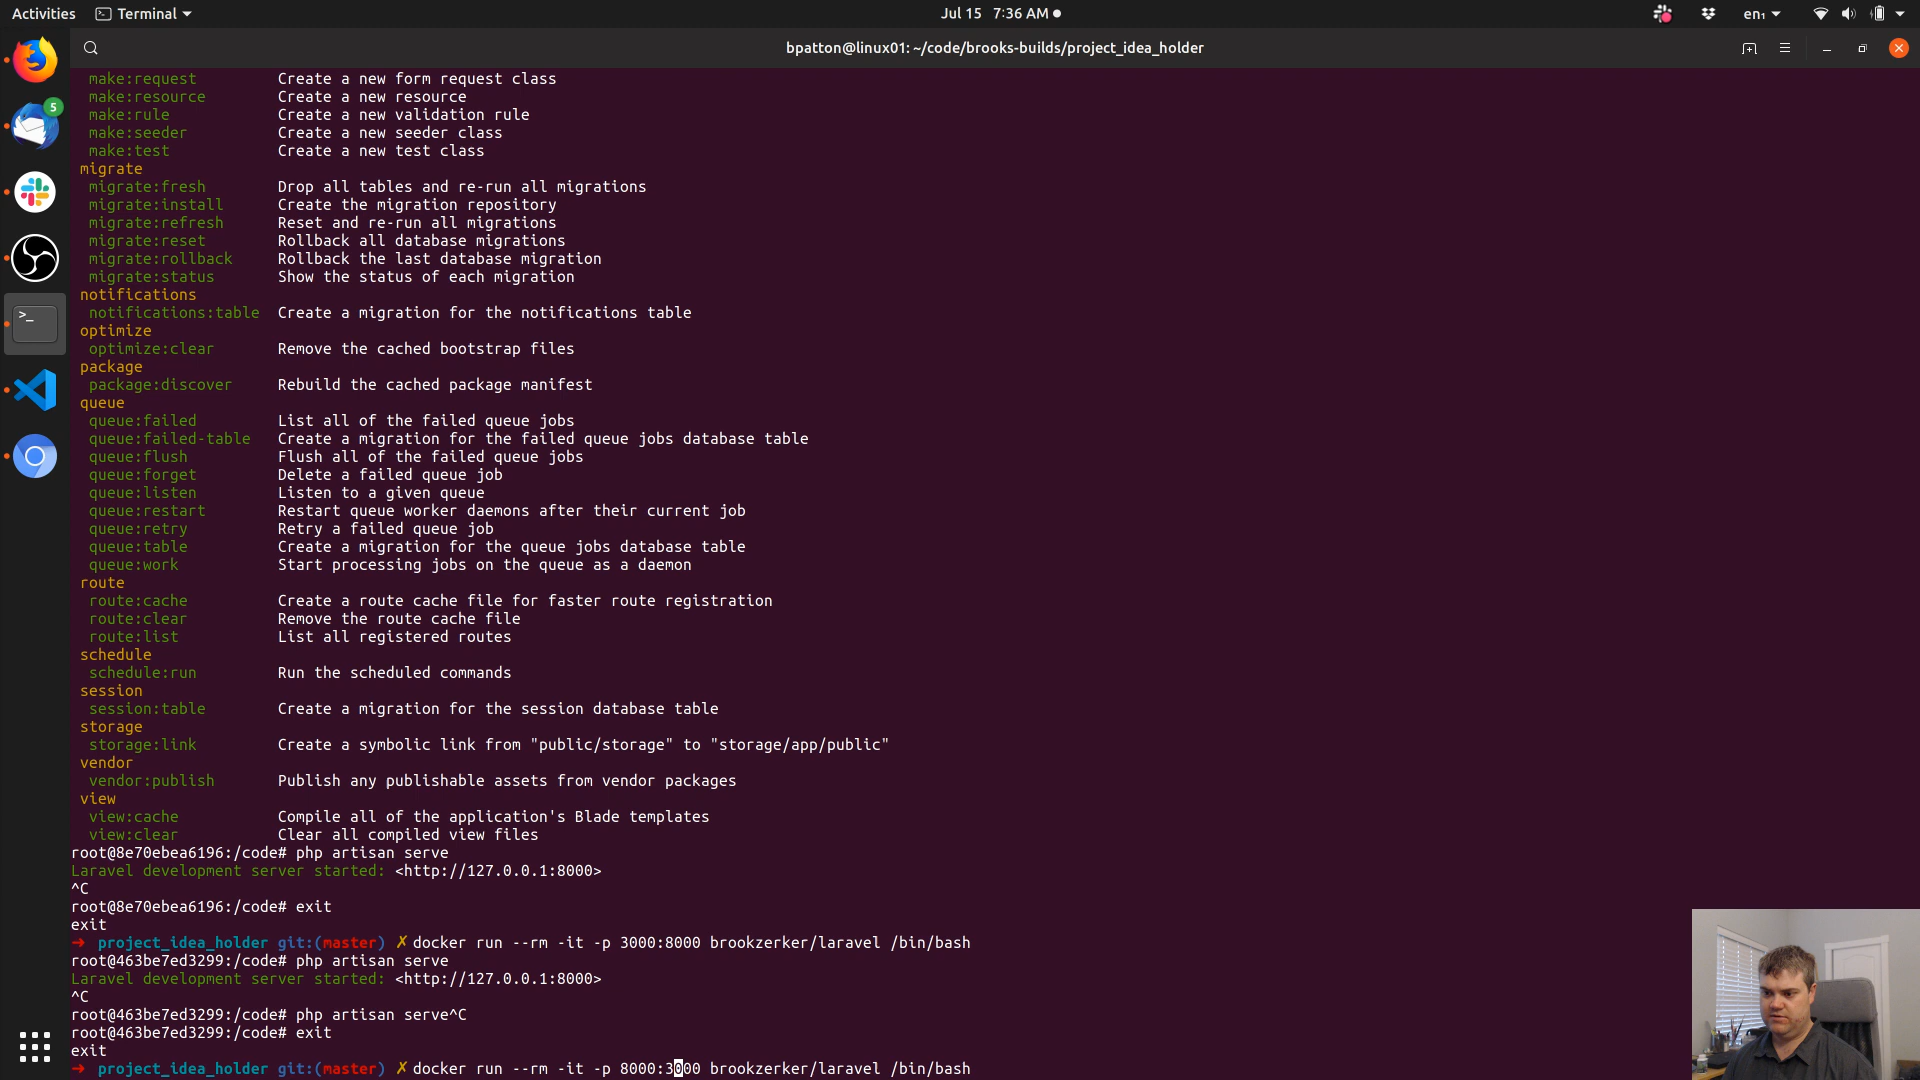 Activities
Terminal
Jul 15 7:36 AM
en₁
bpatton@linux01: ~/code/brooks-builds/project_idea_holder
5
make:request Create a new form request class
make:resource Create a new resource
make:rule Create a new validation rule
make:seeder Create a new seeder class
make:test Create a new test class
migrate
migrate:fresh Drop all tables and re-run all migrations
migrate:install Create the migration repository
migrate:refresh Reset and re-run all migrations
migrate:reset Rollback all database migrations
migrate:rollback Rollback the last database migration
migrate:status Show the status of each migration
notifications
notifications:table Create a migration for the notifications table
optimize
optimize:clear Remove the cached bootstrap files
package
package:discover Rebuild the cached package manifest
queue
queue:failed List all of the failed queue jobs
queue:failed-table Create a migration for the failed queue jobs database table
queue:flush Flush all of the failed queue jobs
queue:forget Delete a failed queue job
queue:listen Listen to a given queue
queue:restart Restart queue worker daemons after their current job
queue:retry Retry a failed queue job
queue:table Create a migration for the queue jobs database table
queue:work Start processing jobs on the queue as a daemon
route
route:cache Create a route cache file for faster route registration
route:clear Remove the route cache file
route:list List all registered routes
schedule
schedule:run Run the scheduled commands
session
session:table Create a migration for the session database table
storage
storage:link Create a symbolic link from "public/storage" to "storage/app/public"
vendor
vendor:publish Publish any publishable assets from vendor packages
view
view:cache Compile all of the application's Blade templates
view:clear Clear all compiled view files
root@8e70ebea6196:/code# php artisan serve
Laravel development server started: <http://127.0.0.1:8000>
^C
root@8e70ebea6196:/code# exit
exit
➜ project_idea_holder git:(master) ✗ docker run --rm -it -p 3000:8000 brookzerker/laravel /bin/bash
root@463be7ed3299:/code# php artisan serve
Laravel development server started: <http://127.0.0.1:8000>
^C
root@463be7ed3299:/code# php artisan serve^C
root@463be7ed3299:/code# exit
exit
➜ project_idea_holder git:(master) ✗ docker run --rm -it -p 8000:3000 brookzerker/laravel /bin/bash